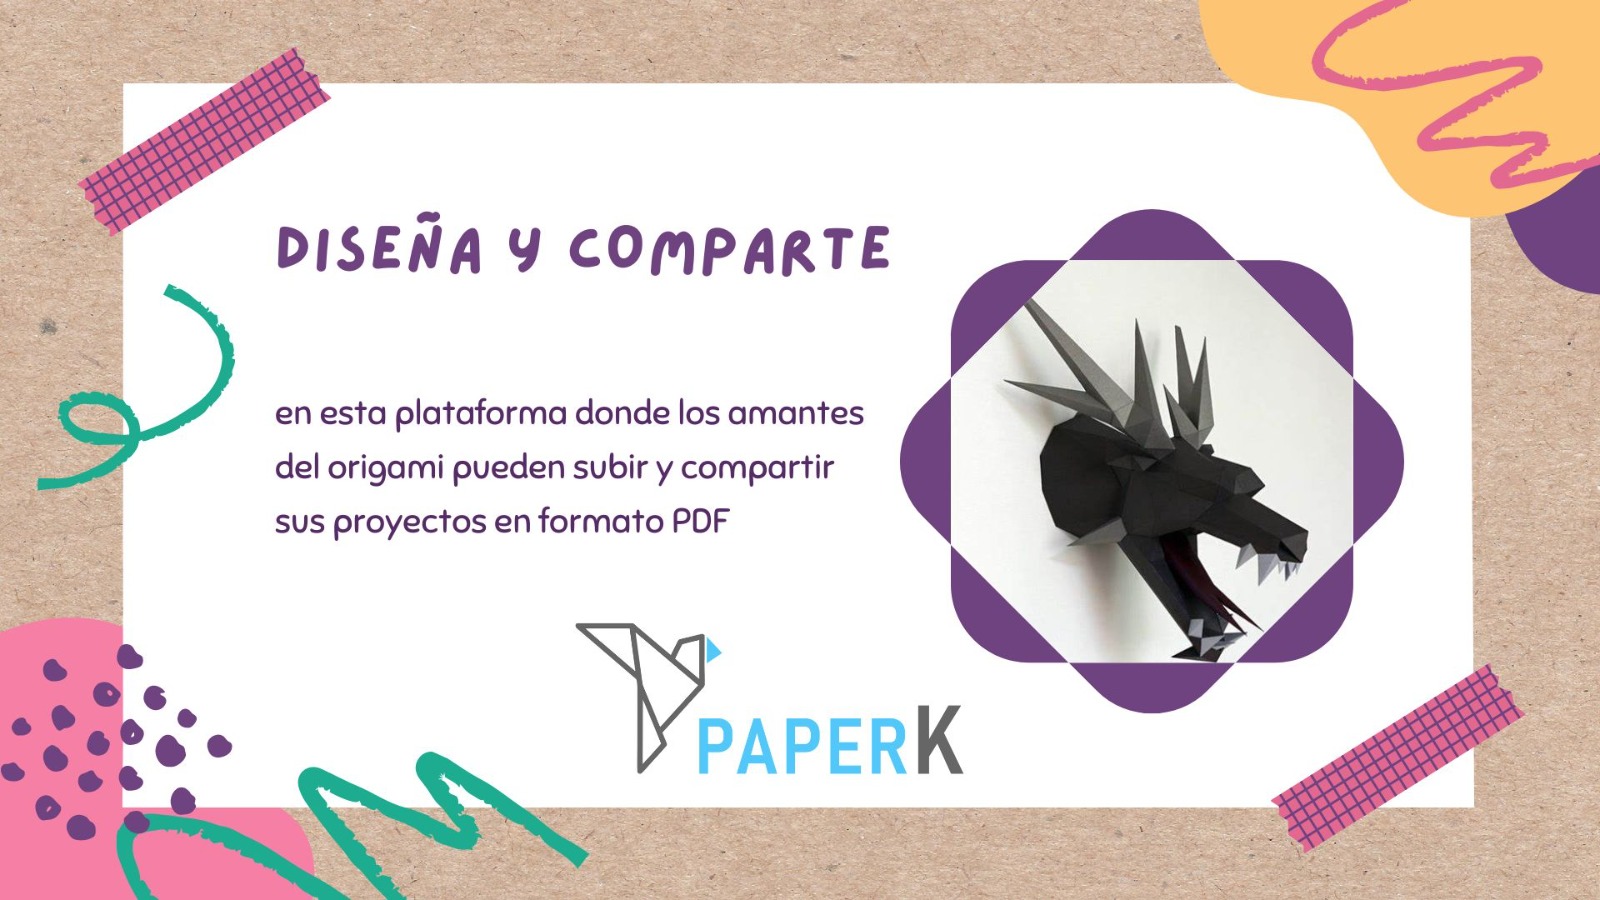 DISEÑA Y COMPARTE
en esta plataforma donde los amantes
del origami pueden subir y compartir
sus proyectos en formato PDF
PAPERK